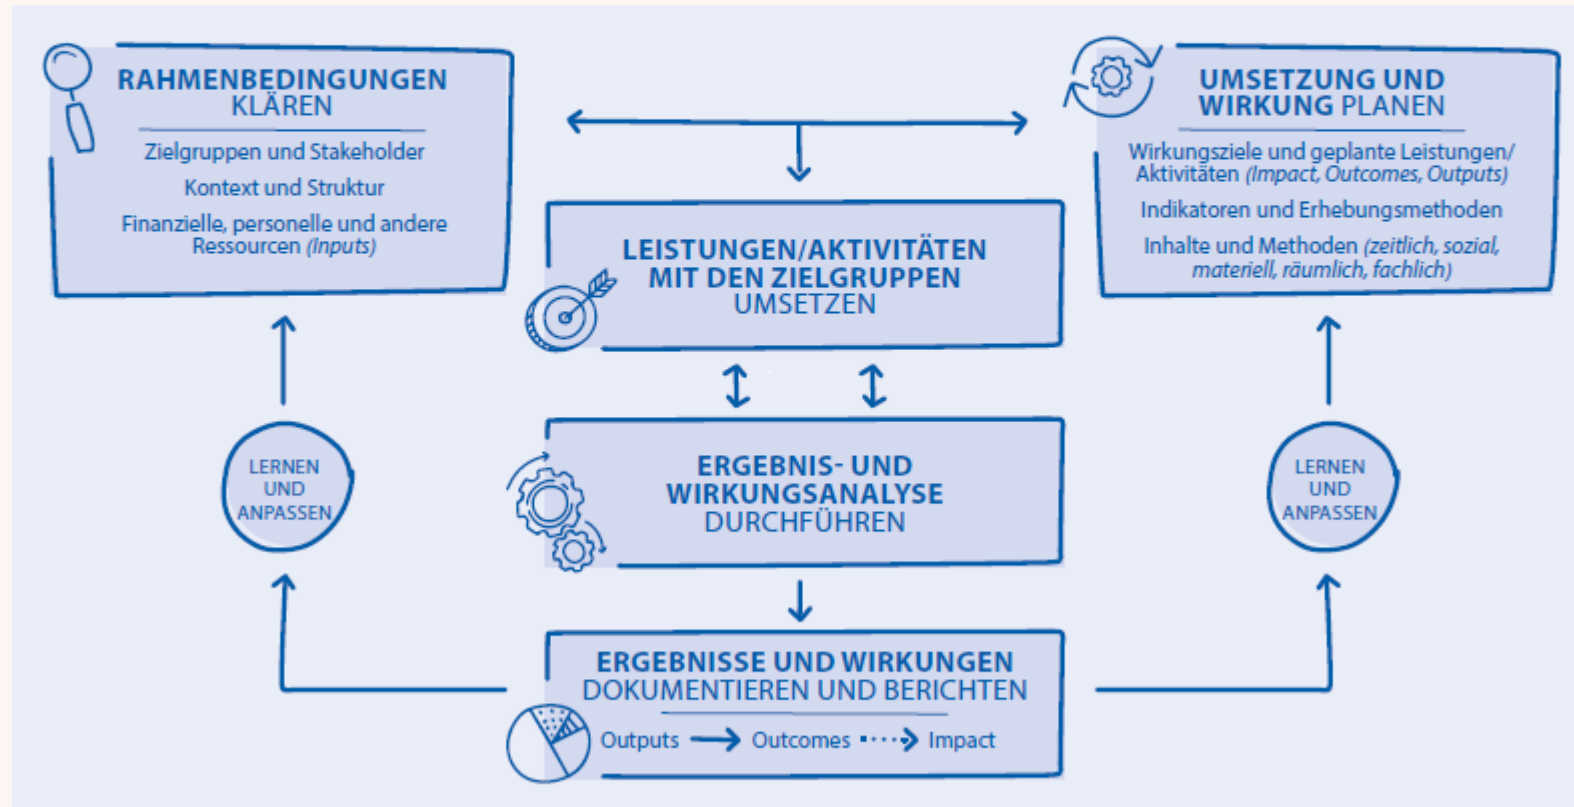 RAHMENBEDINGUNGEN
KLÄREN
Zielgruppen und Stakeholder
Kontext und Struktur
Finanzielle, personelle und andere
Ressourcen (Inputs)
UMSETZUNG UND
WIRKUNG PLANEN
Wirkungsziele und geplante Leistungen/
Aktivitäten (Impact, Outcomes, Outputs)
Indikatoren und Erhebungsmethoden
Inhalte und Methoden (zeitlich, sozial,
materiell, räumlich, fachlich)
LEISTUNGEN/AKTIVITÄTEN
MIT DEN ZIELGRUPPEN
UMSETZEN
LERNEN
UND
ANPASSEN
ERGEBNIS- UND
WIRKUNGSANALYSE
DURCHFÜHREN
LERNEN
UND
ANPASSEN
ERGEBNISSE UND WIRKUNGEN
DOKUMENTIEREN UND BERICHTEN
Outputs Outcomes Impact